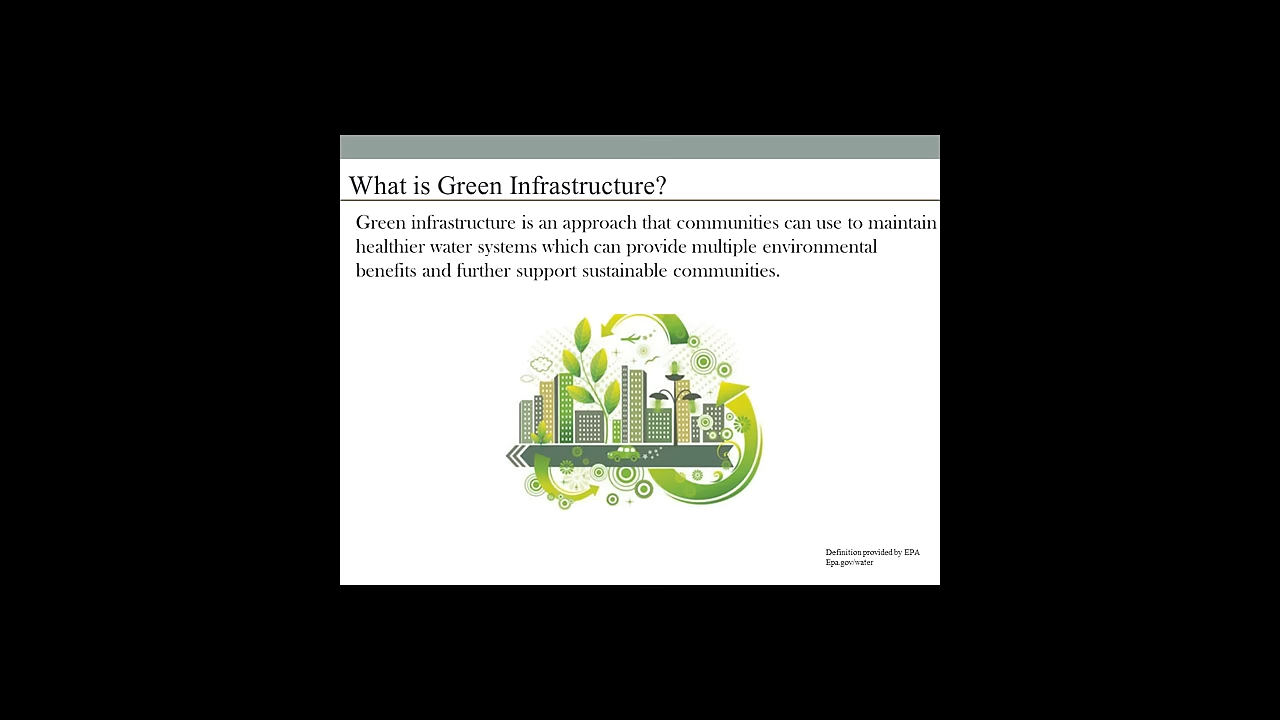 What is Green Infrastructure?
Green infrastructure is an approach that communities can use to maintain
healthier water systems which can provide multiple environmental
benefits and further support sustainable communities.
Definition provided by EPA
Epa.gov/water